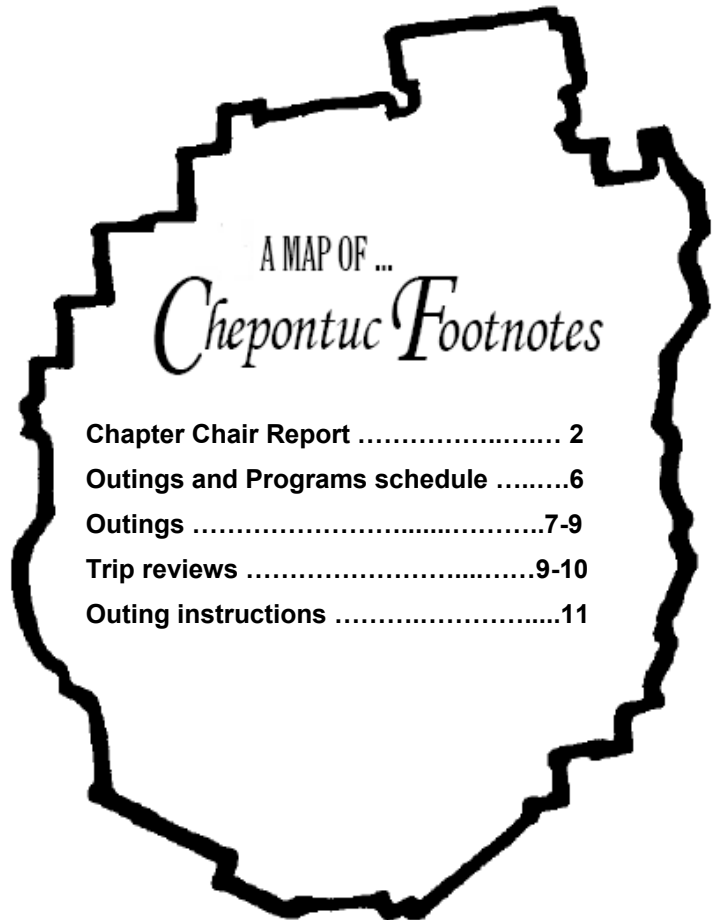 A MAP OF ...
Chepontuc Footnotes
Chapter Chair Report ……………..….… 2
Outings and Programs schedule …..….6
Outings …………………….......………..7-9
Trip reviews ……………………....……9-10
Outing instructions ……….………….....11